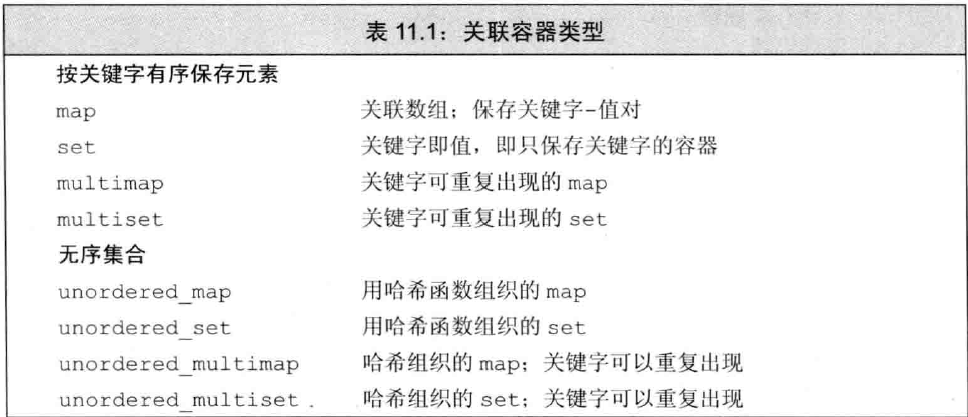 表 11.1：关联容器类型
按关键字有序保存元素
map 关联数组；保存关键字-值对
set 关键字即值，即只保存关键字的容器
multimap 关键字可重复出现的 map
multiset 关键字可重复出现的 set
无序集合
unordered_map 用哈希函数组织的 map
unordered_set 用哈希函数组织的 set
unordered_multimap 哈希组织的 map；关键字可以重复出现
unordered_multiset 哈希组织的 set；关键字可以重复出现